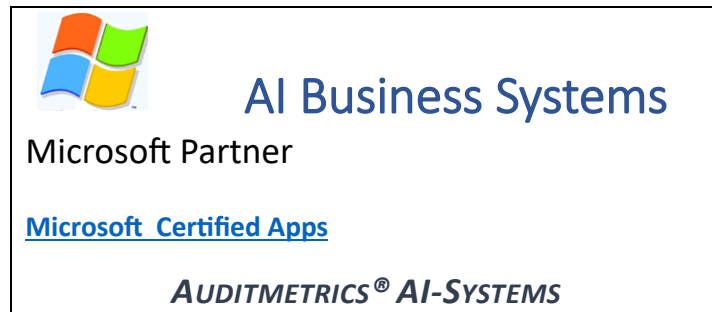 AI Business Systems
Microsoft Partner
Microsoft  Certified Apps
AUDITMETRICS® AI-SYSTEMS